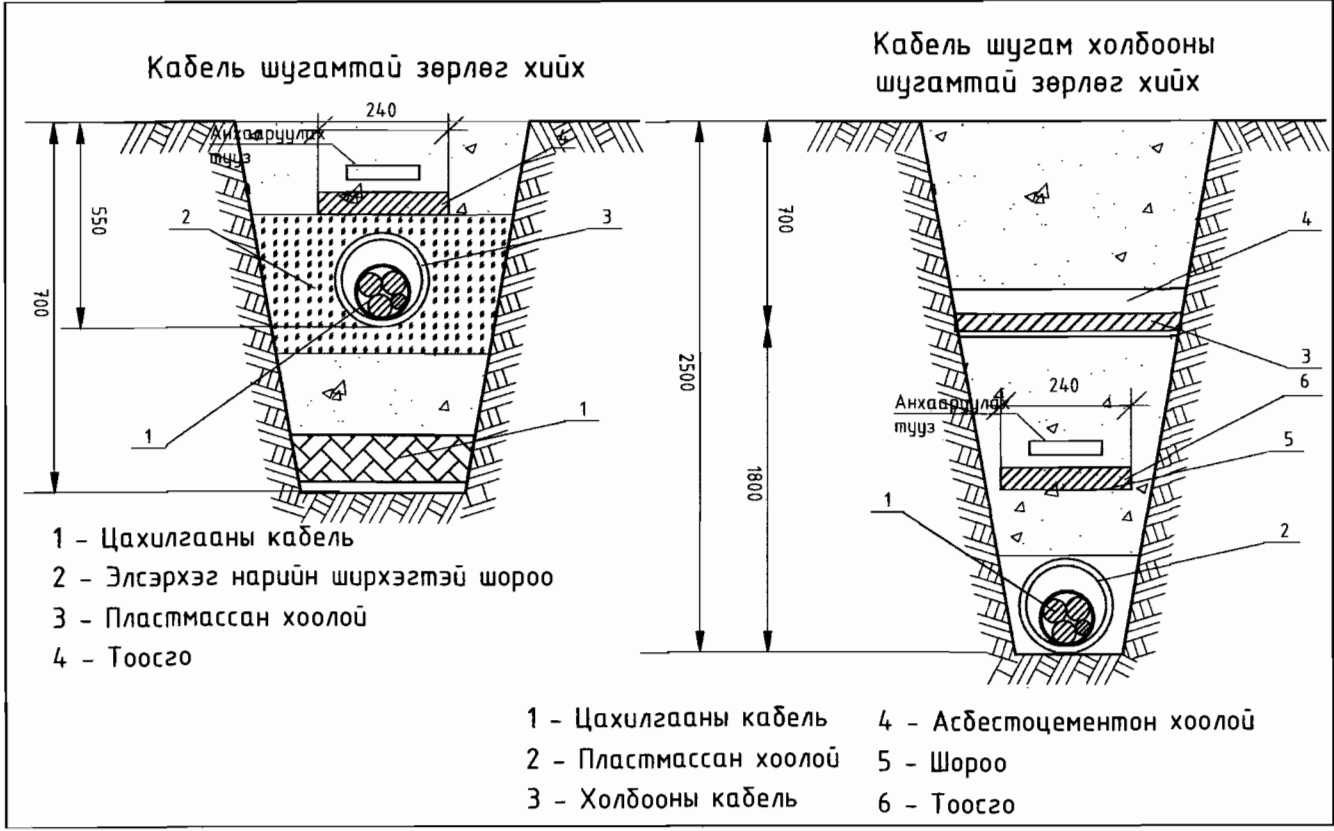 Кабель шугамтай зөрлөг хийх
240
Анхааруулах
тууз
4
2
3
550
700
1
1
1 - Цахилгааны кабель
2 - Элсэрхэг нарийн ширхэгтэй шороо
3 - Пластмассан хоолой
4 - Тоосго
Кабель шугам холбооны
шугамтай зөрлөг хийх
700
4
3
2500
240
6
Анхааруулах
тууз
5
1800
1
2
1 - Цахилгааны кабель
2 - Пластмассан хоолой
3 - Холбооны кабель
4 - Асбестоцементон хоолой
5 - Шороо
6 - Тоосго